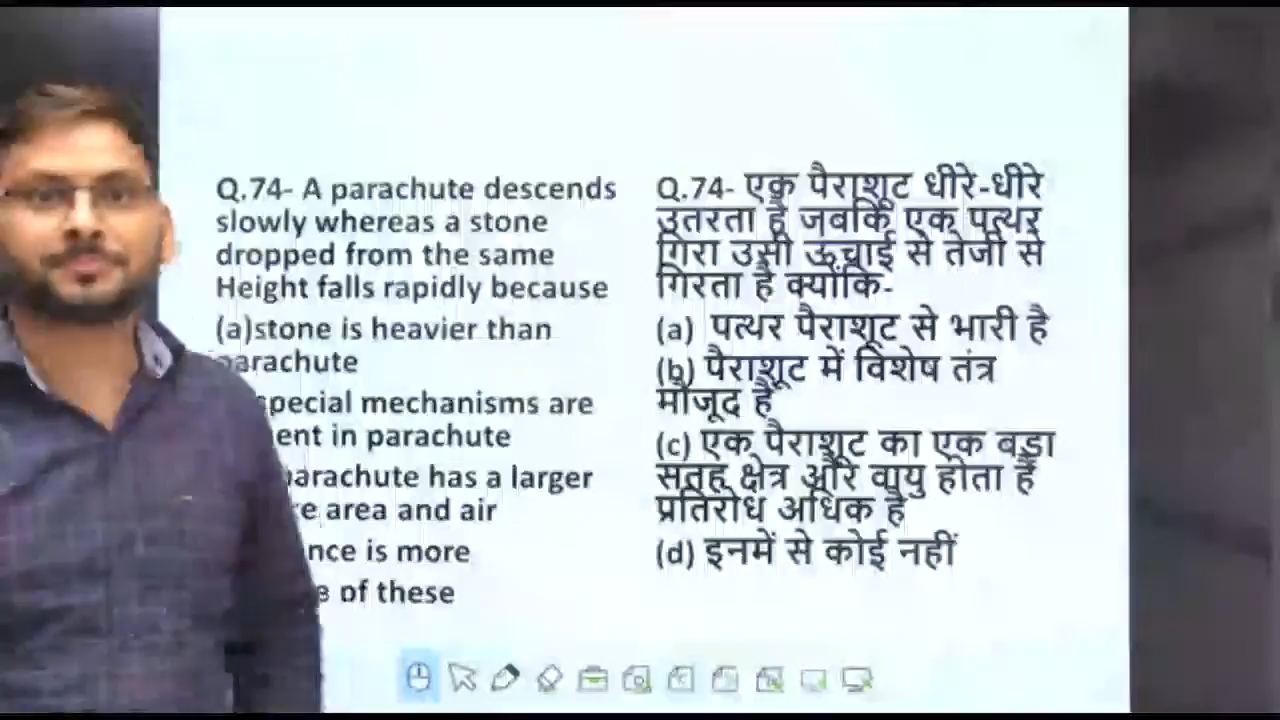 Q.74- A parachute descends
slowly whereas a stone
dropped from the same
Height falls rapidly because
(a)stone is heavier than
parachute
special mechanisms are
in parachute
parachute has a larger
area and air
is more
of these
Q.74- एक पैराशूट धीरे-धीरे
उतरता है जबकि एक पत्थर
गिरा उसी ऊंचाई से तेजी से
गिरता है क्योंकि-
(a) पत्थर पैराशूट से भारी है
(b) पैराशूट में विशेष तंत्र
मौजूद है
(c) एक पैराशूट का एक बड़ा
सतह क्षेत्र और वायु होता है
प्रतिरोध अधिक है
(d) इनमें से कोई नहीं